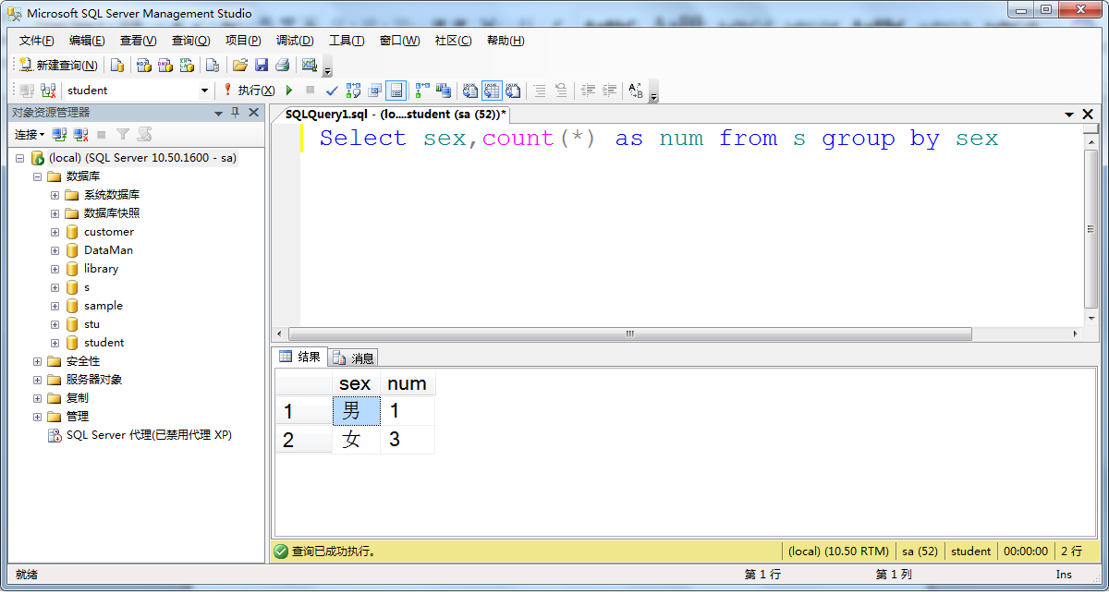 Microsoft SQL Server Management Studio
文件(F) 编辑(E) 查看(V) 查询(Q) 项目(P) 调试(D) 工具(T) 窗口(W) 社区(C) 帮助(H)
新建查询(N)
student 执行(X)
对象资源管理器
连接
(local) (SQL Server 10.50.1600 - sa)
数据库
系统数据库
数据库快照
customer
DataMan
library
s
sample
stu
student
安全性
服务器对象
复制
管理
SQL Server 代理(已禁用代理 XP)
SQLQuery1.sql - (lo....student (sa (52))*
Select sex,count(*) as num from s group by sex
结果 消息
sex num
1 男 1
2 女 3
查询已成功执行。 (local) (10.50 RTM) sa (52) student 00:00:00 2 行
就绪 第 1 行 第 1 列 Ins